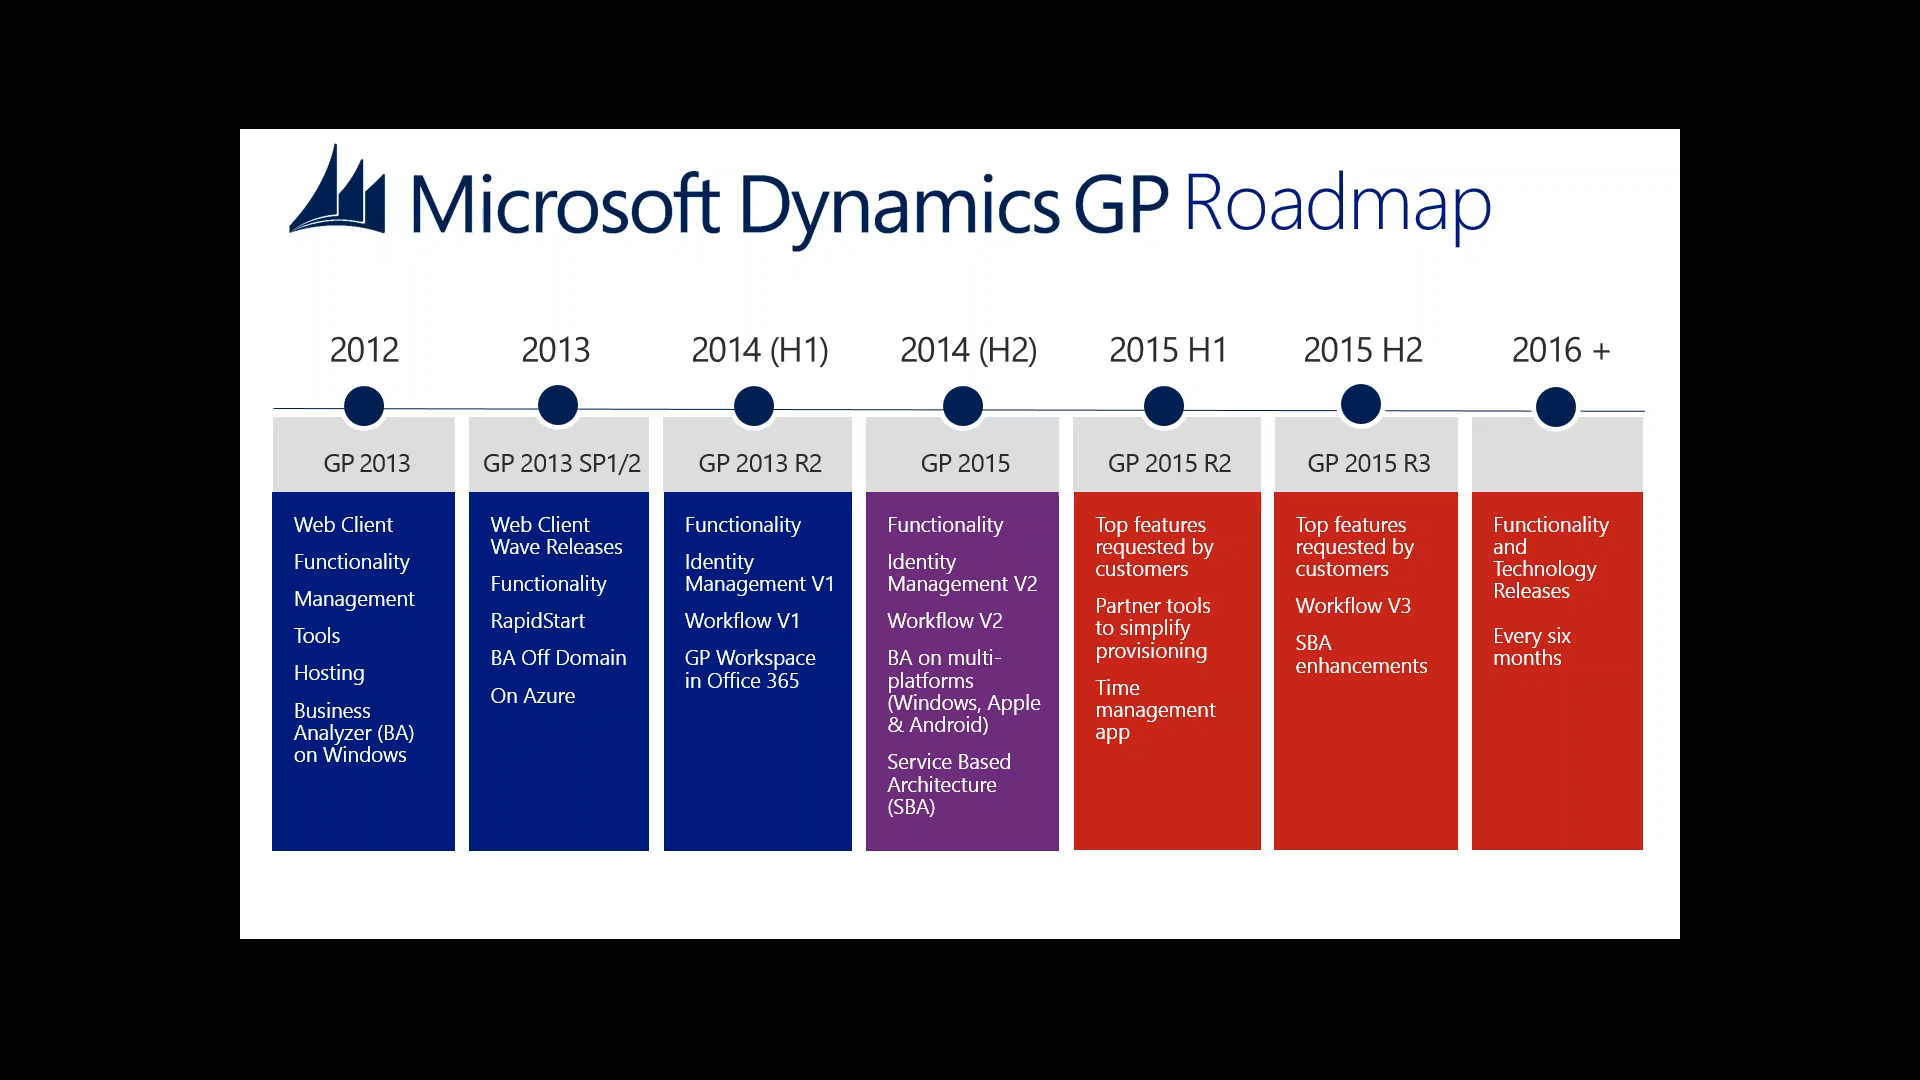 Microsoft Dynamics GP Roadmap
2012
2013
2014 (H1)
2014 (H2)
2015 H1
2015 H2
2016 +
GP 2013
GP 2013 SP1/2
GP 2013 R2
GP 2015
GP 2015 R2
GP 2015 R3
Web Client
Functionality
Management
Tools
Hosting
Business
Analyzer (BA)
on Windows
Web Client
Wave Releases
Functionality
RapidStart
BA Off Domain
On Azure
Functionality
Identity
Management V1
Workflow V1
GP Workspace
in Office 365
Functionality
Identity
Management V2
Workflow V2
BA on multi-
platforms
(Windows, Apple
& Android)
Service Based
Architecture
(SBA)
Top features
requested by
customers
Partner tools
to simplify
provisioning
Time
management
app
Top features
requested by
customers
Workflow V3
SBA
enhancements
Functionality
and
Technology
Releases
Every six
months